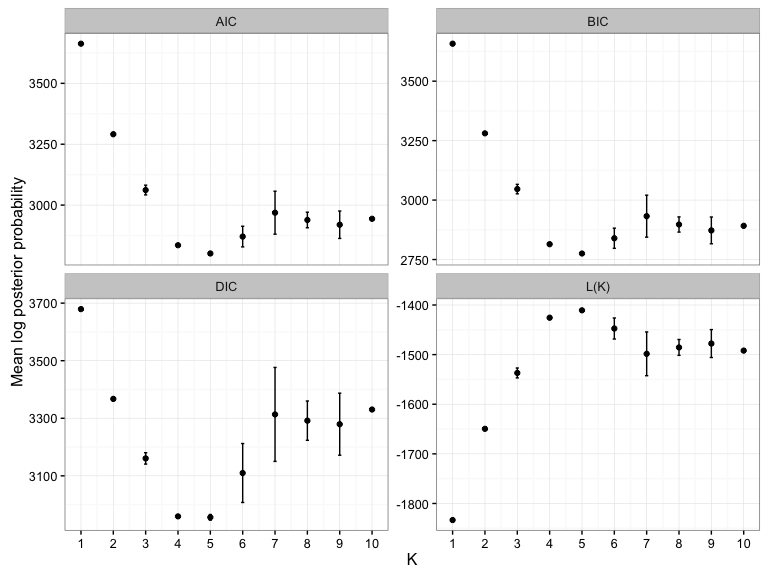 AIC
BIC
3500
3250
3000
3500
3250
3000
2750
Mean log posterior probability
DIC
L(K)
3700
3500
3300
3100
-1400
-1500
-1600
-1700
-1800
1 2 3 4 5 6 7 8 9 10
1 2 3 4 5 6 7 8 9 10
K